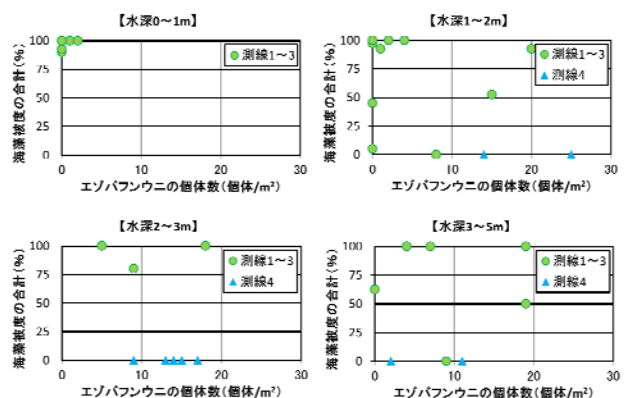 【水深0～1m】
海藻被度の合計(%)
100
75
50
25
0
測線1～3
0 10 20 30
エゾバフンウニの個体数(個体/m²)
【水深1～2m】
海藻被度の合計(%)
100
75
50
25
0
測線1～3
測線4
0 10 20 30
エゾバフンウニの個体数(個体/m²)
【水深2～3m】
海藻被度の合計(%)
100
75
50
25
0
測線1～3
測線4
0 10 20 30
エゾバフンウニの個体数(個体/m²)
【水深3～5m】
海藻被度の合計(%)
100
75
50
25
0
測線1～3
測線4
0 10 20 30
エゾバフンウニの個体数(個体/m²)